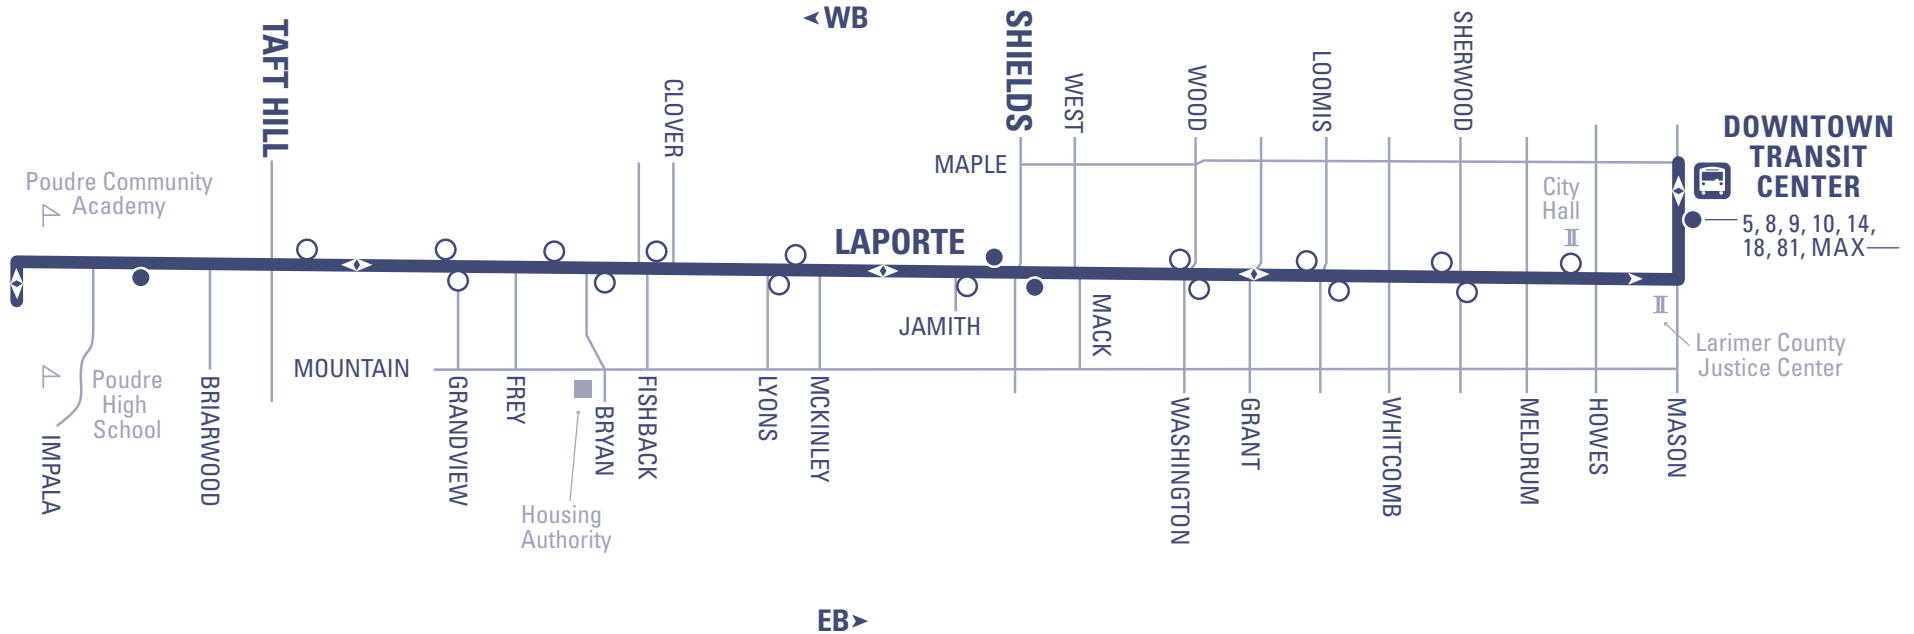 WB
TAFT HILL
CLOVER
SHIELDS
WEST
WOOD
LOOMIS
SHERWOOD
DOWNTOWN
TRANSIT
CENTER
5, 8, 9, 10, 14,
18, 81, MAX
Poudre Community
Academy
MAPLE
City
Hall
LAPORTE
JAMITH
MACK
MOUNTAIN
Larimer County
Justice Center
Poudre
High
School
IMPALA
BRIARWOOD
GRANDVIEW
FREY
BRYAN
FISHBACK
LYONS
MCKINLEY
WASHINGTON
GRANT
WHITCOMB
MELDRUM
HOWES
MASON
Housing
Authority
EB